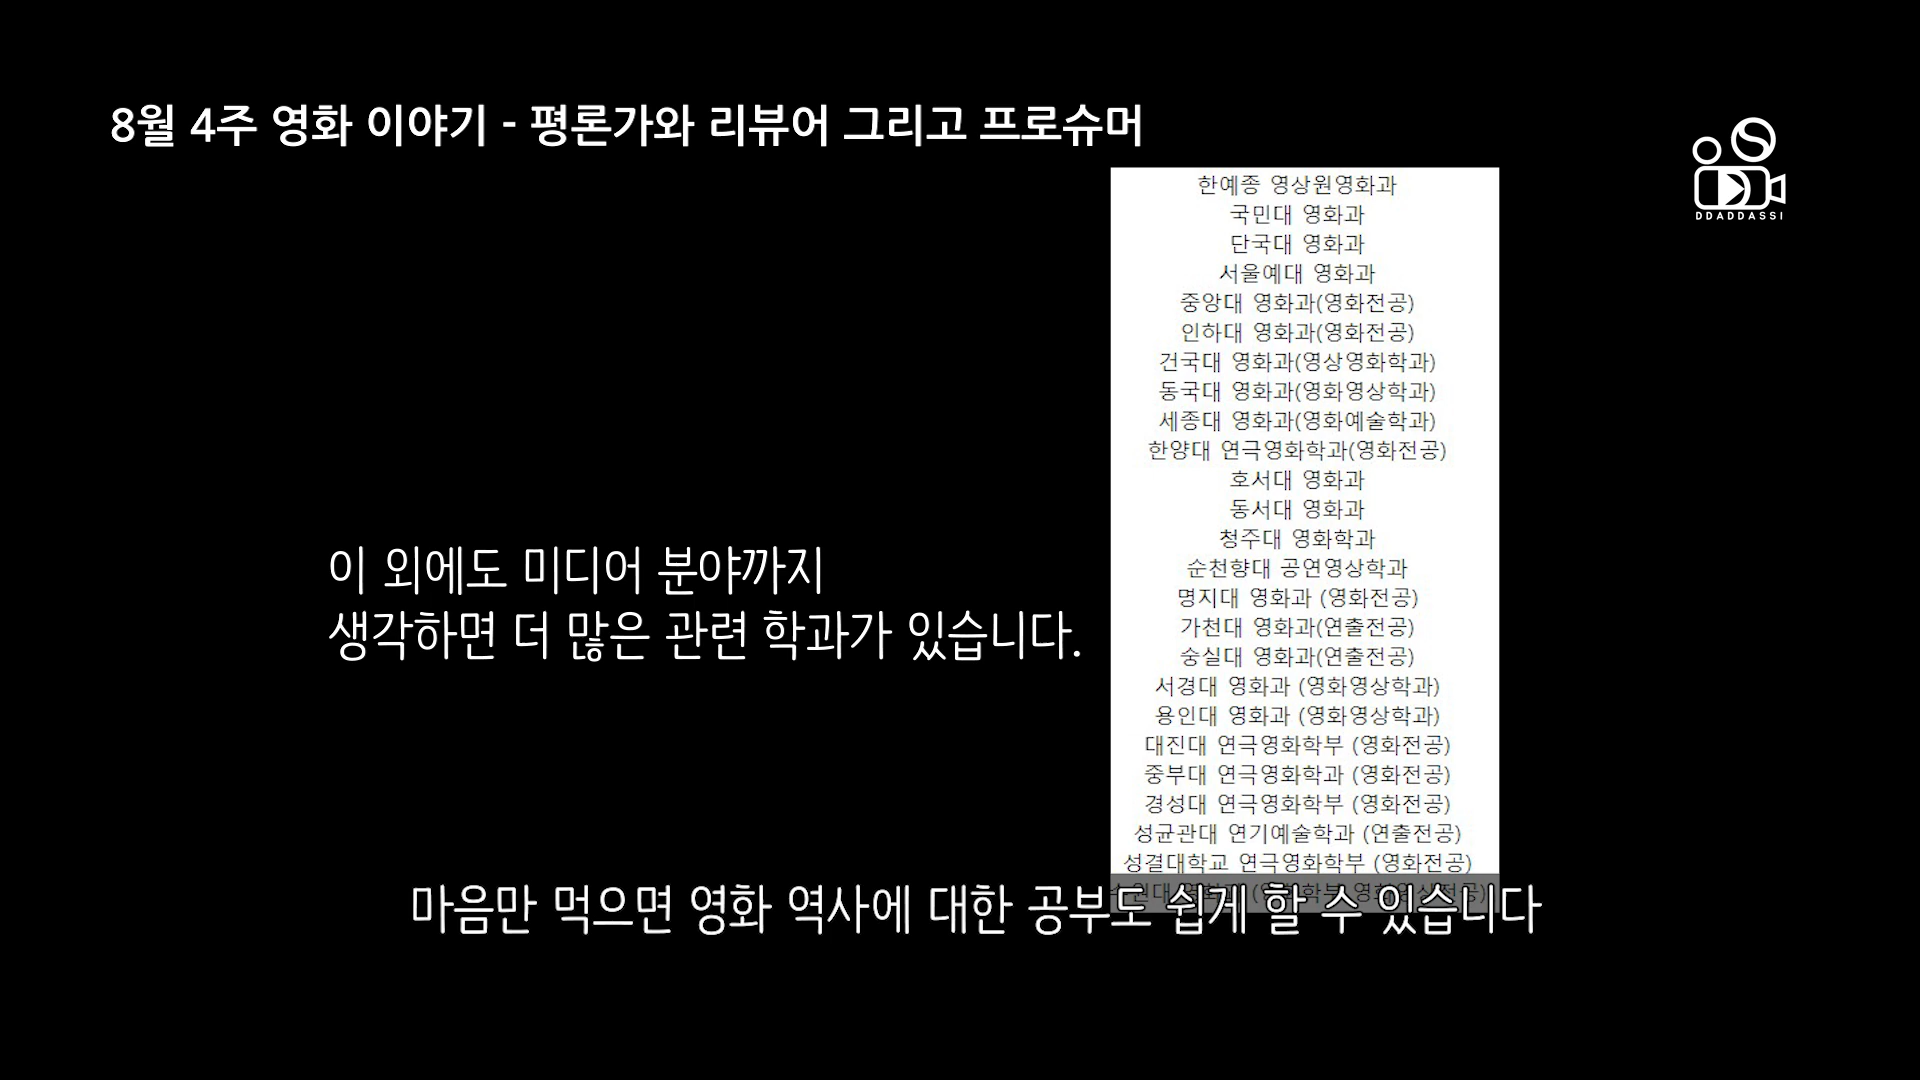 8월 4주 영화 이야기 - 평론가와 리뷰어 그리고 프로슈머
DDADDASSI
한예종 영상원영화과
국민대 영화과
단국대 영화과
서울예대 영화과
중앙대 영화과(영화전공)
인하대 영화과(영화전공)
건국대 영화과(영상영화학과)
동국대 영화과(영화영상학과)
세종대 영화과(영화예술학과)
한양대 연극영화학과(영화전공)
호서대 영화과
동서대 영화과
청주대 영화학과
순천향대 공연영상학과
명지대 영화과 (영화전공)
가천대 영화과(연출전공)
숭실대 영화과(연출전공)
서경대 영화과 (영화영상학과)
용인대 영화과 (영화영상학과)
대진대 연극영화학부 (영화전공)
중부대 연극영화학과 (영화전공)
경성대 연극영화학부 (영화전공)
성균관대 연기예술학과 (연출전공)
성결대학교 연극영화학부 (영화전공)
이 외에도 미디어 분야까지
생각하면 더 많은 관련 학과가 있습니다.
마음만 먹으면 영화 역사에 대한 공부도 쉽게 할 수 있습니다